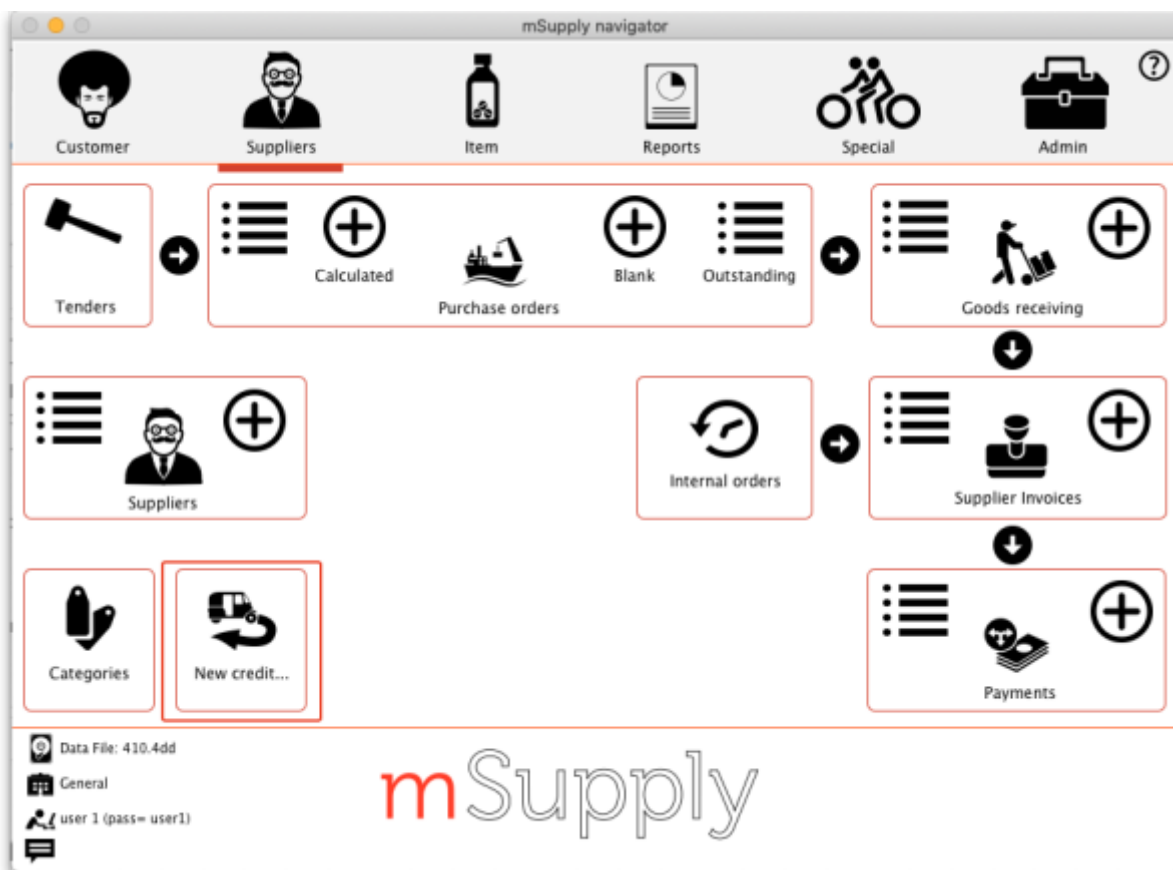 mSupply navigator
Customer
Suppliers
Item
Reports
Special
Admin
?
Tenders
Calculated
Blank
Outstanding
Purchase orders
Goods receiving
Suppliers
Internal orders
Supplier Invoices
Categories
New credit...
Payments
Data File: 410.4dd
General
user 1 (pass= user1)
mSupply